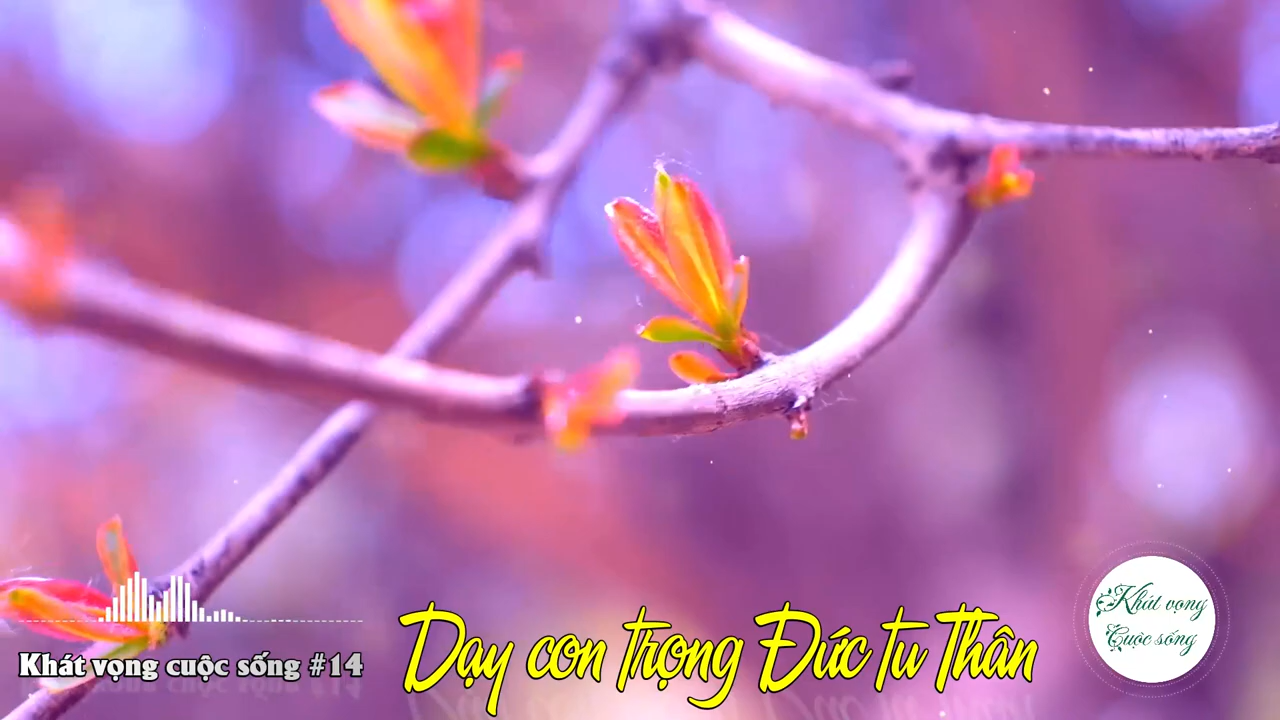 Khát vọng cuộc sống #14
Dạy con trọng Đức tu Thân
Khát vọng
Cuộc sống